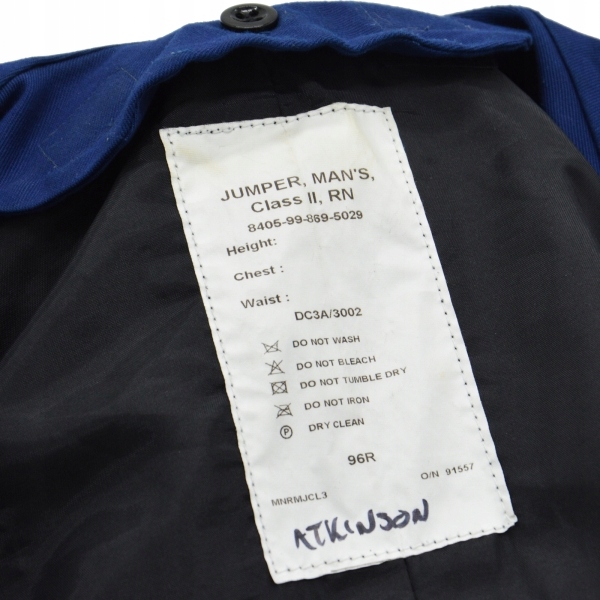 JUMPER, MAN'S,
Class II, RN
8405-99-869-5029
Height:
Chest :
Waist :
DC3A/3002
DO NOT WASH
DO NOT BLEACH
DO NOT TUMBLE DRY
DO NOT IRON
P DRY CLEAN
96R
MNRMJCL3 O/N 91557
ATKINSON